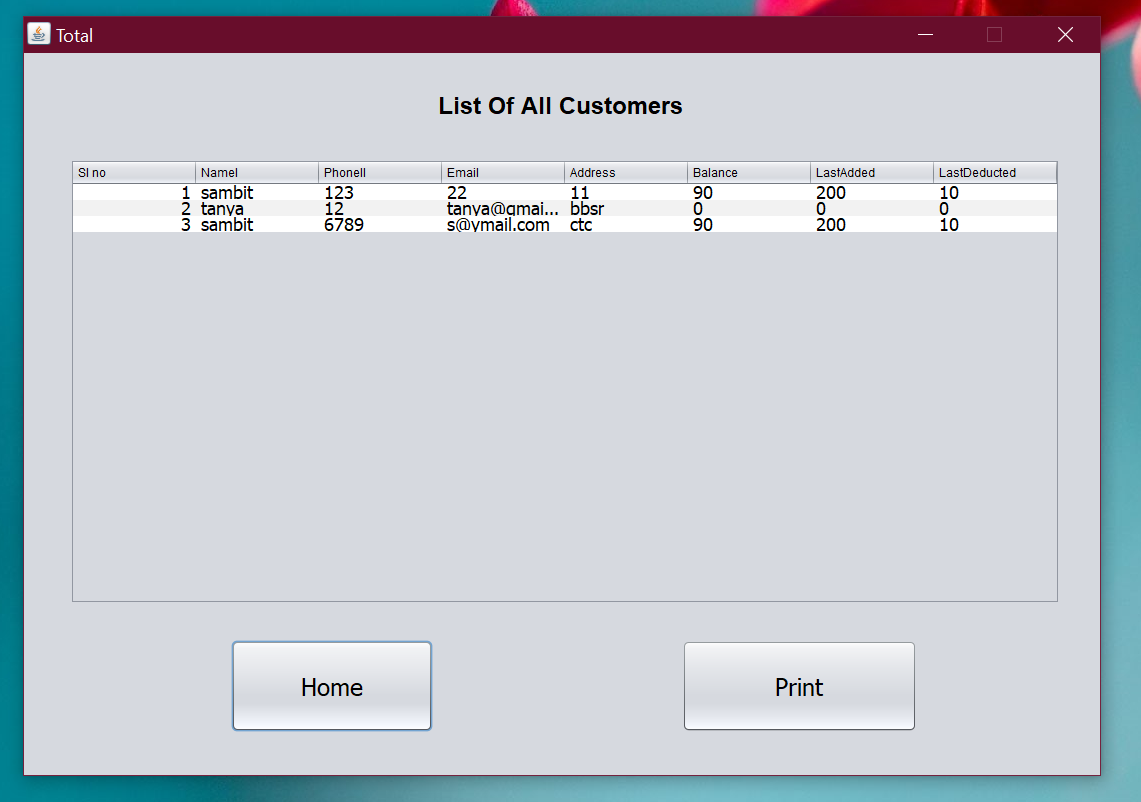 Total
List Of All Customers
Sl no Namel Phonell Email Address Balance LastAdded LastDeducted
1 sambit 123 22 11 90 200 10
2 tanya 12 tanya@gmai... bbsr 0 0 0
3 sambit 6789 s@ymail.com ctc 90 200 10
Home Print